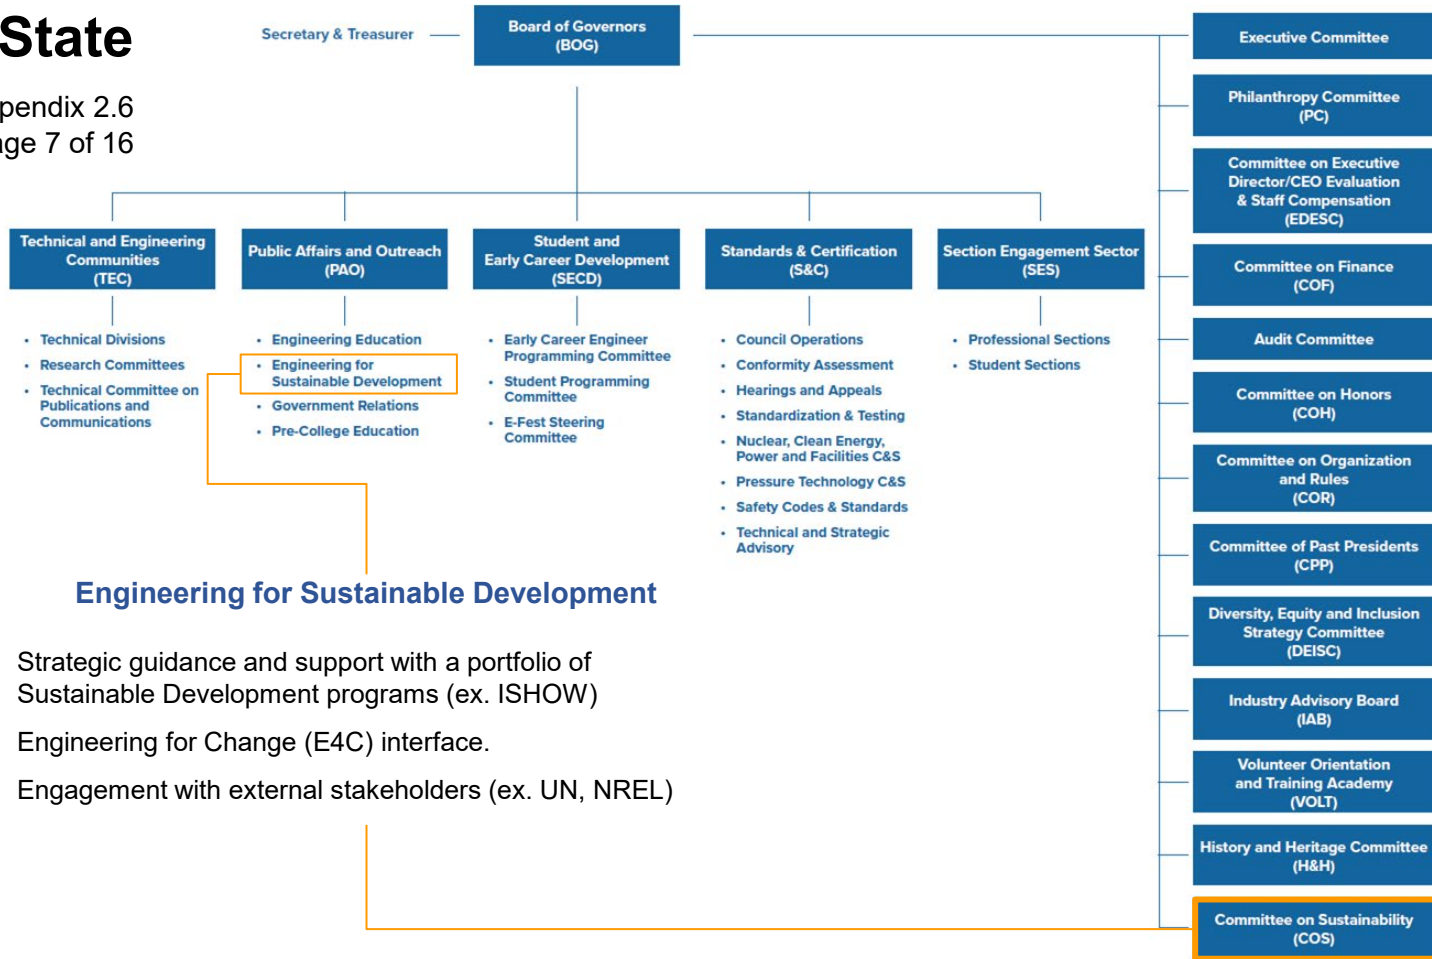 State
pendix 2.6
age 7 of 16
Secretary & Treasurer
Board of Governors
(BOG)
Technical and Engineering
Communities
(TEC)
• Technical Divisions
• Research Committees
• Technical Committee on
Publications and
Communications
Public Affairs and Outreach
(PAO)
• Engineering Education
• Engineering for
Sustainable Development
• Government Relations
• Pre-College Education
Student and
Early Career Development
(SECD)
• Early Career Engineer
Programming Committee
• Student Programming
Committee
• E-Fest Steering
Committee
Standards & Certification
(S&C)
• Council Operations
• Conformity Assessment
• Hearings and Appeals
• Standardization & Testing
• Nuclear, Clean Energy,
Power and Facilities C&S
• Pressure Technology C&S
• Safety Codes & Standards
• Technical and Strategic
Advisory
Section Engagement Sector
(SES)
• Professional Sections
• Student Sections
Executive Committee
Philanthropy Committee
(PC)
Committee on Executive
Director/CEO Evaluation
& Staff Compensation
(EDESC)
Committee on Finance
(COF)
Audit Committee
Committee on Honors
(COH)
Committee on Organization
and Rules
(COR)
Committee of Past Presidents
(CPP)
Diversity, Equity and Inclusion
Strategy Committee
(DEISC)
Industry Advisory Board
(IAB)
Volunteer Orientation
and Training Academy
(VOLT)
History and Heritage Committee
(H&H)
Committee on Sustainability
(COS)
Engineering for Sustainable Development
Strategic guidance and support with a portfolio of
Sustainable Development programs (ex. ISHOW)
Engineering for Change (E4C) interface.
Engagement with external stakeholders (ex. UN, NREL)